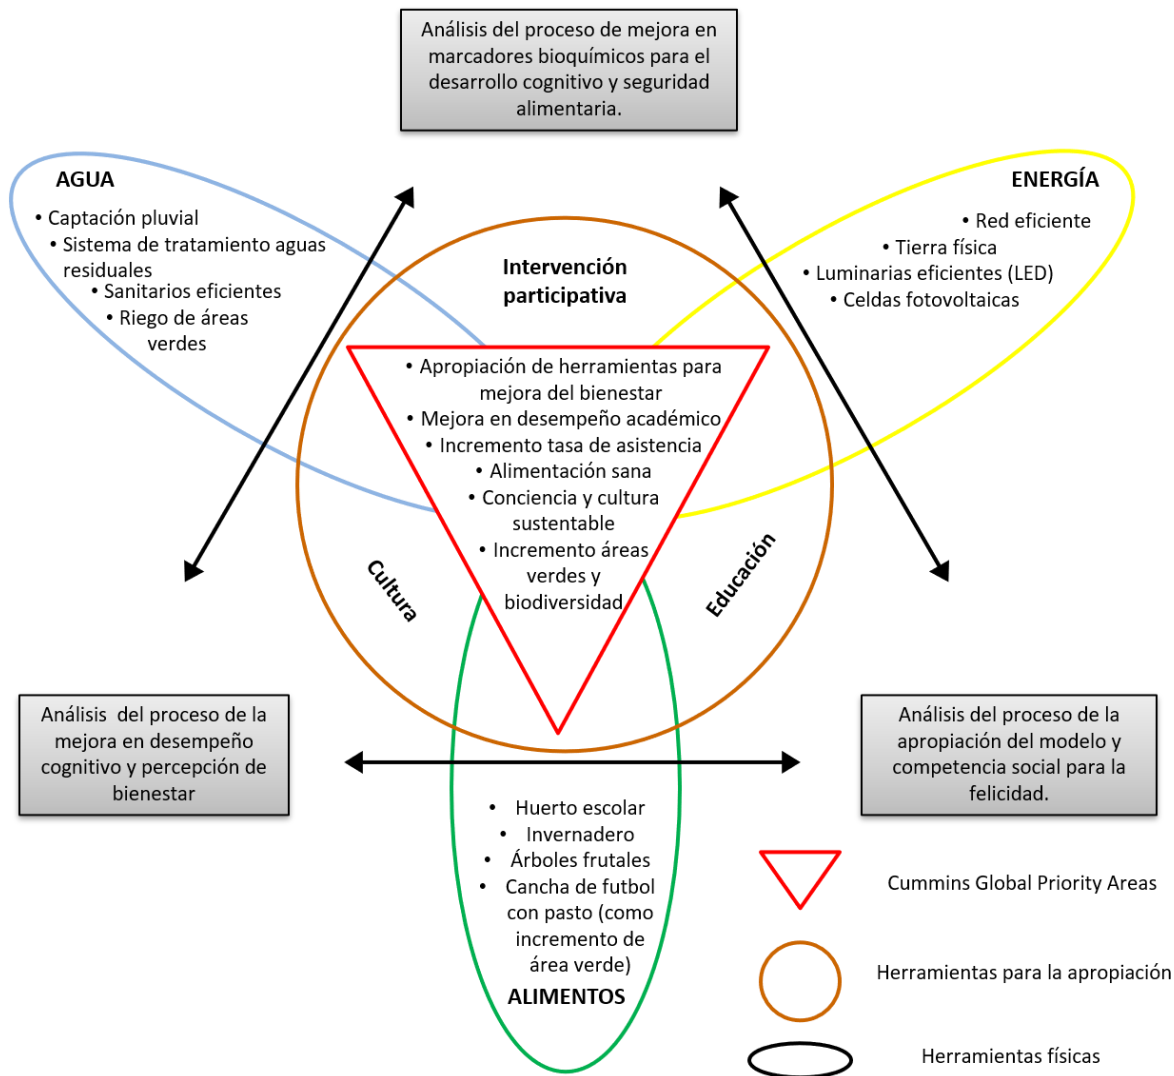 Análisis del proceso de mejora en
marcadores bioquímicos para el
desarrollo cognitivo y seguridad
alimentaria.
AGUA
• Captación pluvial
• Sistema de tratamiento aguas
residuales
• Sanitarios eficientes
• Riego de áreas
verdes
ENERGÍA
• Red eficiente
• Tierra física
• Luminarias eficientes (LED)
• Celdas fotovoltaicas
Intervención
participativa
• Apropiación de herramientas para
mejora del bienestar
• Mejora en desempeño académico
• Incremento tasa de asistencia
• Alimentación sana
• Conciencia y cultura
sustentable
• Incremento áreas
verdes y
biodiversidad
Cultura
Educación
Análisis del proceso de la
mejora en desempeño
cognitivo y percepción de
bienestar
Análisis del proceso de la
apropiación del modelo y
competencia social para la
felicidad.
• Huerto escolar
• Invernadero
• Árboles frutales
• Cancha de futbol
con pasto (como
incremento de
área verde)
ALIMENTOS
Cummins Global Priority Areas
Herramientas para la apropiación
Herramientas físicas